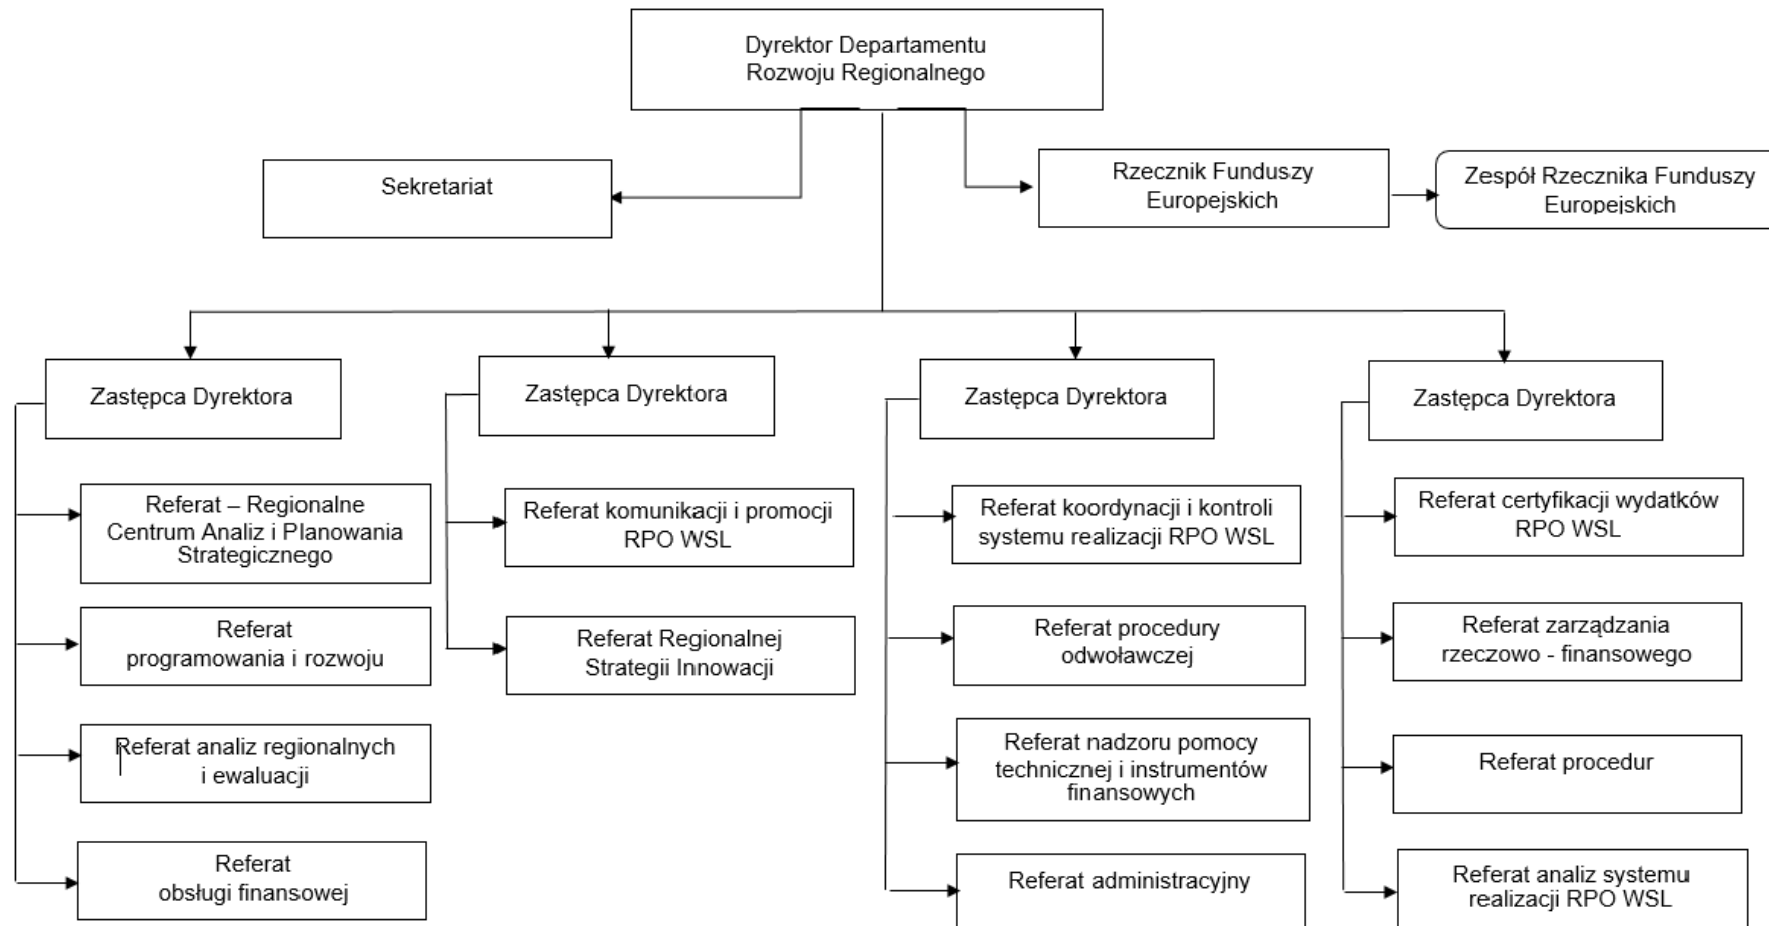 Dyrektor Departamentu
Rozwoju Regionalnego
Sekretariat
Rzecznik Funduszy
Europejskich
Zespół Rzecznika Funduszy
Europejskich
Zastępca Dyrektora
Zastępca Dyrektora
Zastępca Dyrektora
Zastępca Dyrektora
Referat – Regionalne
Centrum Analiz i Planowania
Strategicznego
Referat
programowania i rozwoju
Referat analiz regionalnych
i ewaluacji
Referat
obsługi finansowej
Referat komunikacji i promocji
RPO WSL
Referat Regionalnej
Strategii Innowacji
Referat koordynacji i kontroli
systemu realizacji RPO WSL
Referat procedury
odwoławczej
Referat nadzoru pomocy
technicznej i instrumentów
finansowych
Referat administracyjny
Referat certyfikacji wydatków
RPO WSL
Referat zarządzania
rzeczowo - finansowego
Referat procedur
Referat analiz systemu
realizacji RPO WSL